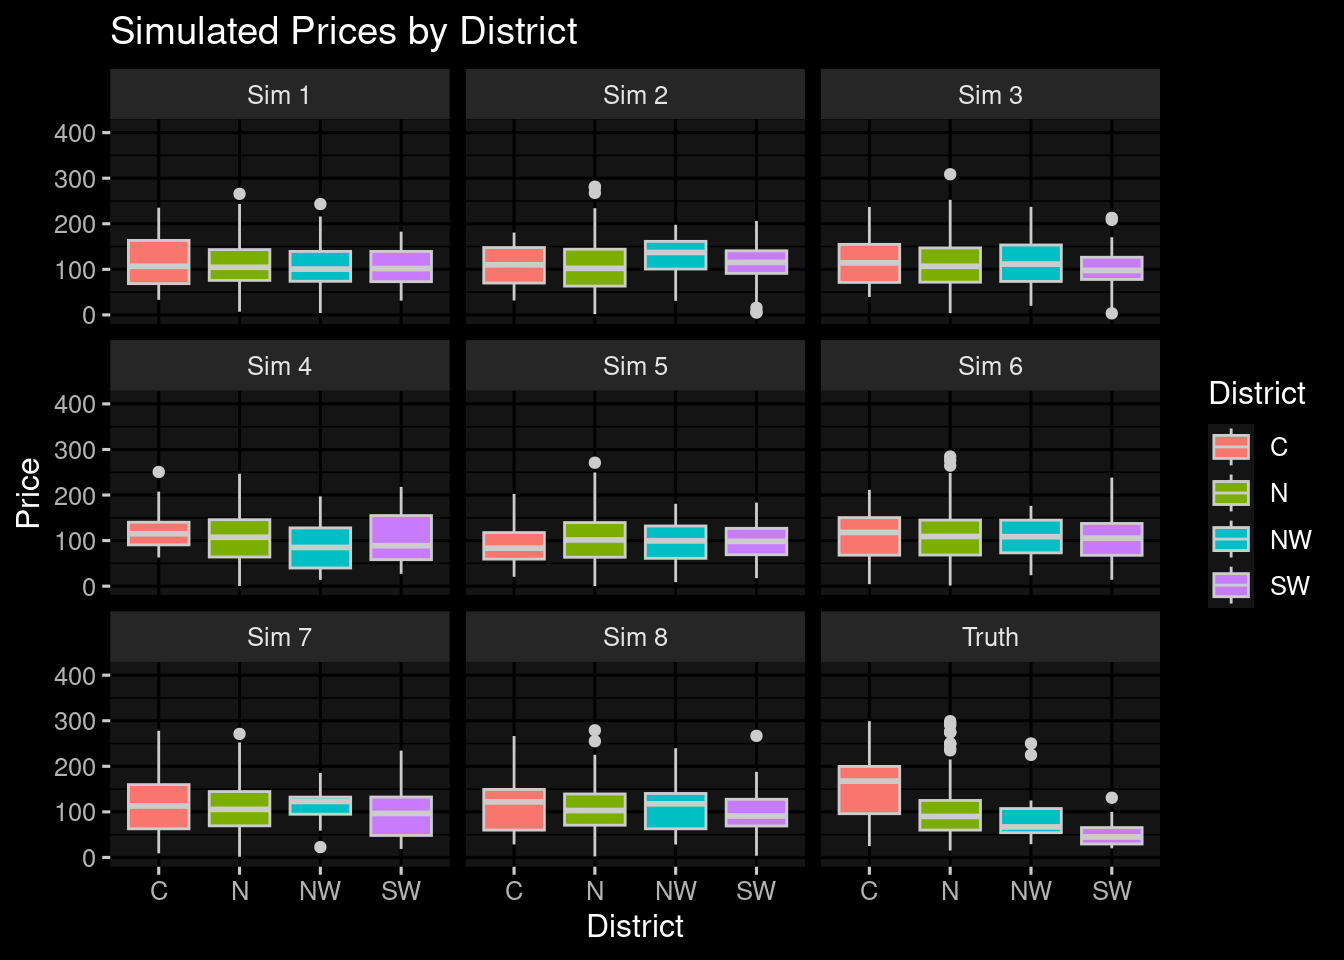 Simulated Prices by District
Sim 1 Sim 2 Sim 3
400
300
200
100
0
Sim 4 Sim 5 Sim 6
400
300
200
100
0
Sim 7 Sim 8 Truth
400
300
200
100
0
C N NW SW C N NW SW C N NW SW
District
Price
District
C
N
NW
SW